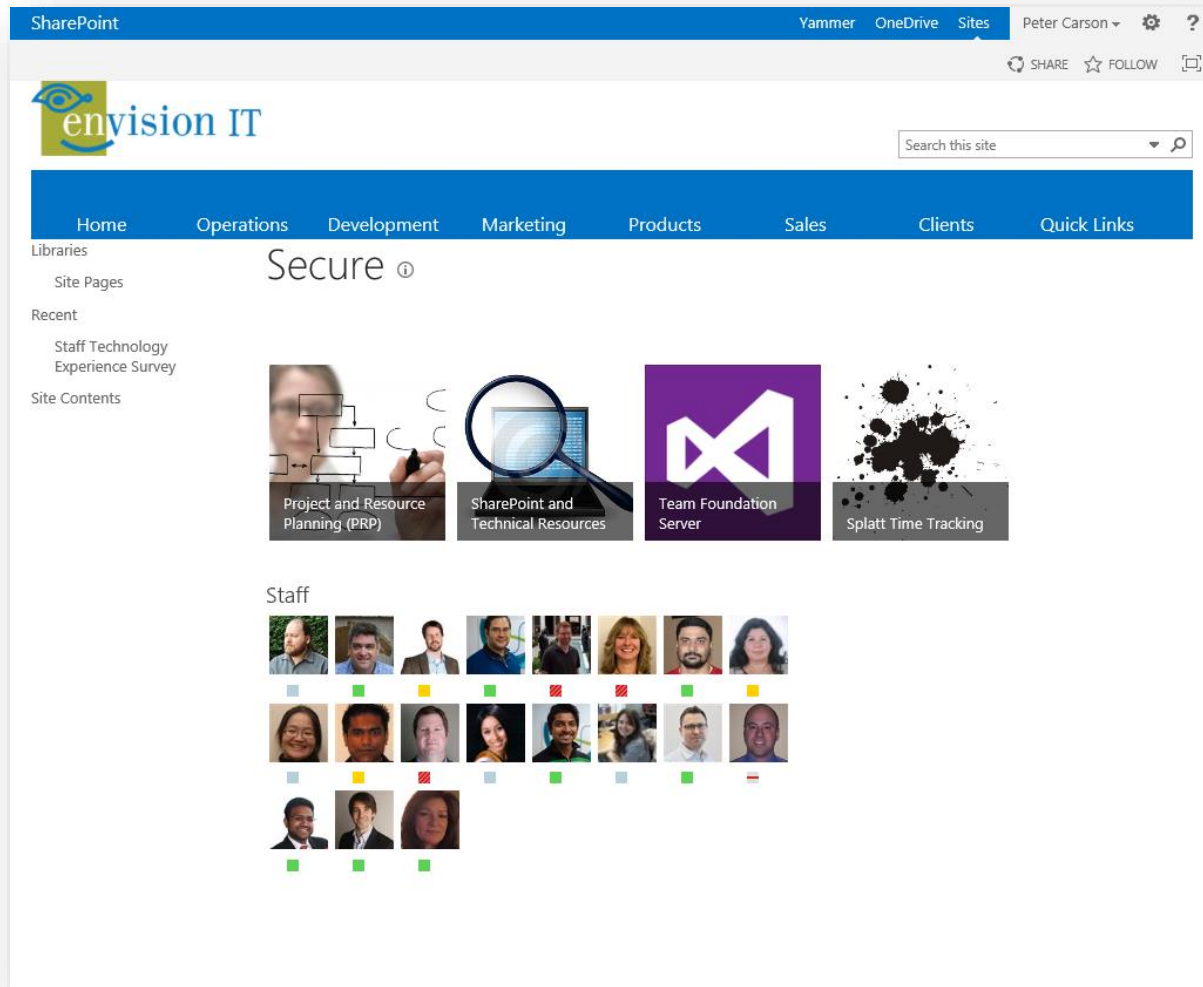 SharePoint
Yammer OneDrive Sites Peter Carson ?
SHARE FOLLOW
envision IT
Search this site
Home Operations Development Marketing Products Sales Clients Quick Links
Libraries
Site Pages
Recent
Staff Technology
Experience Survey
Site Contents
Secure
Project and Resource
Planning (PRP)
SharePoint and
Technical Resources
Team Foundation
Server
Splatt Time Tracking
Staff